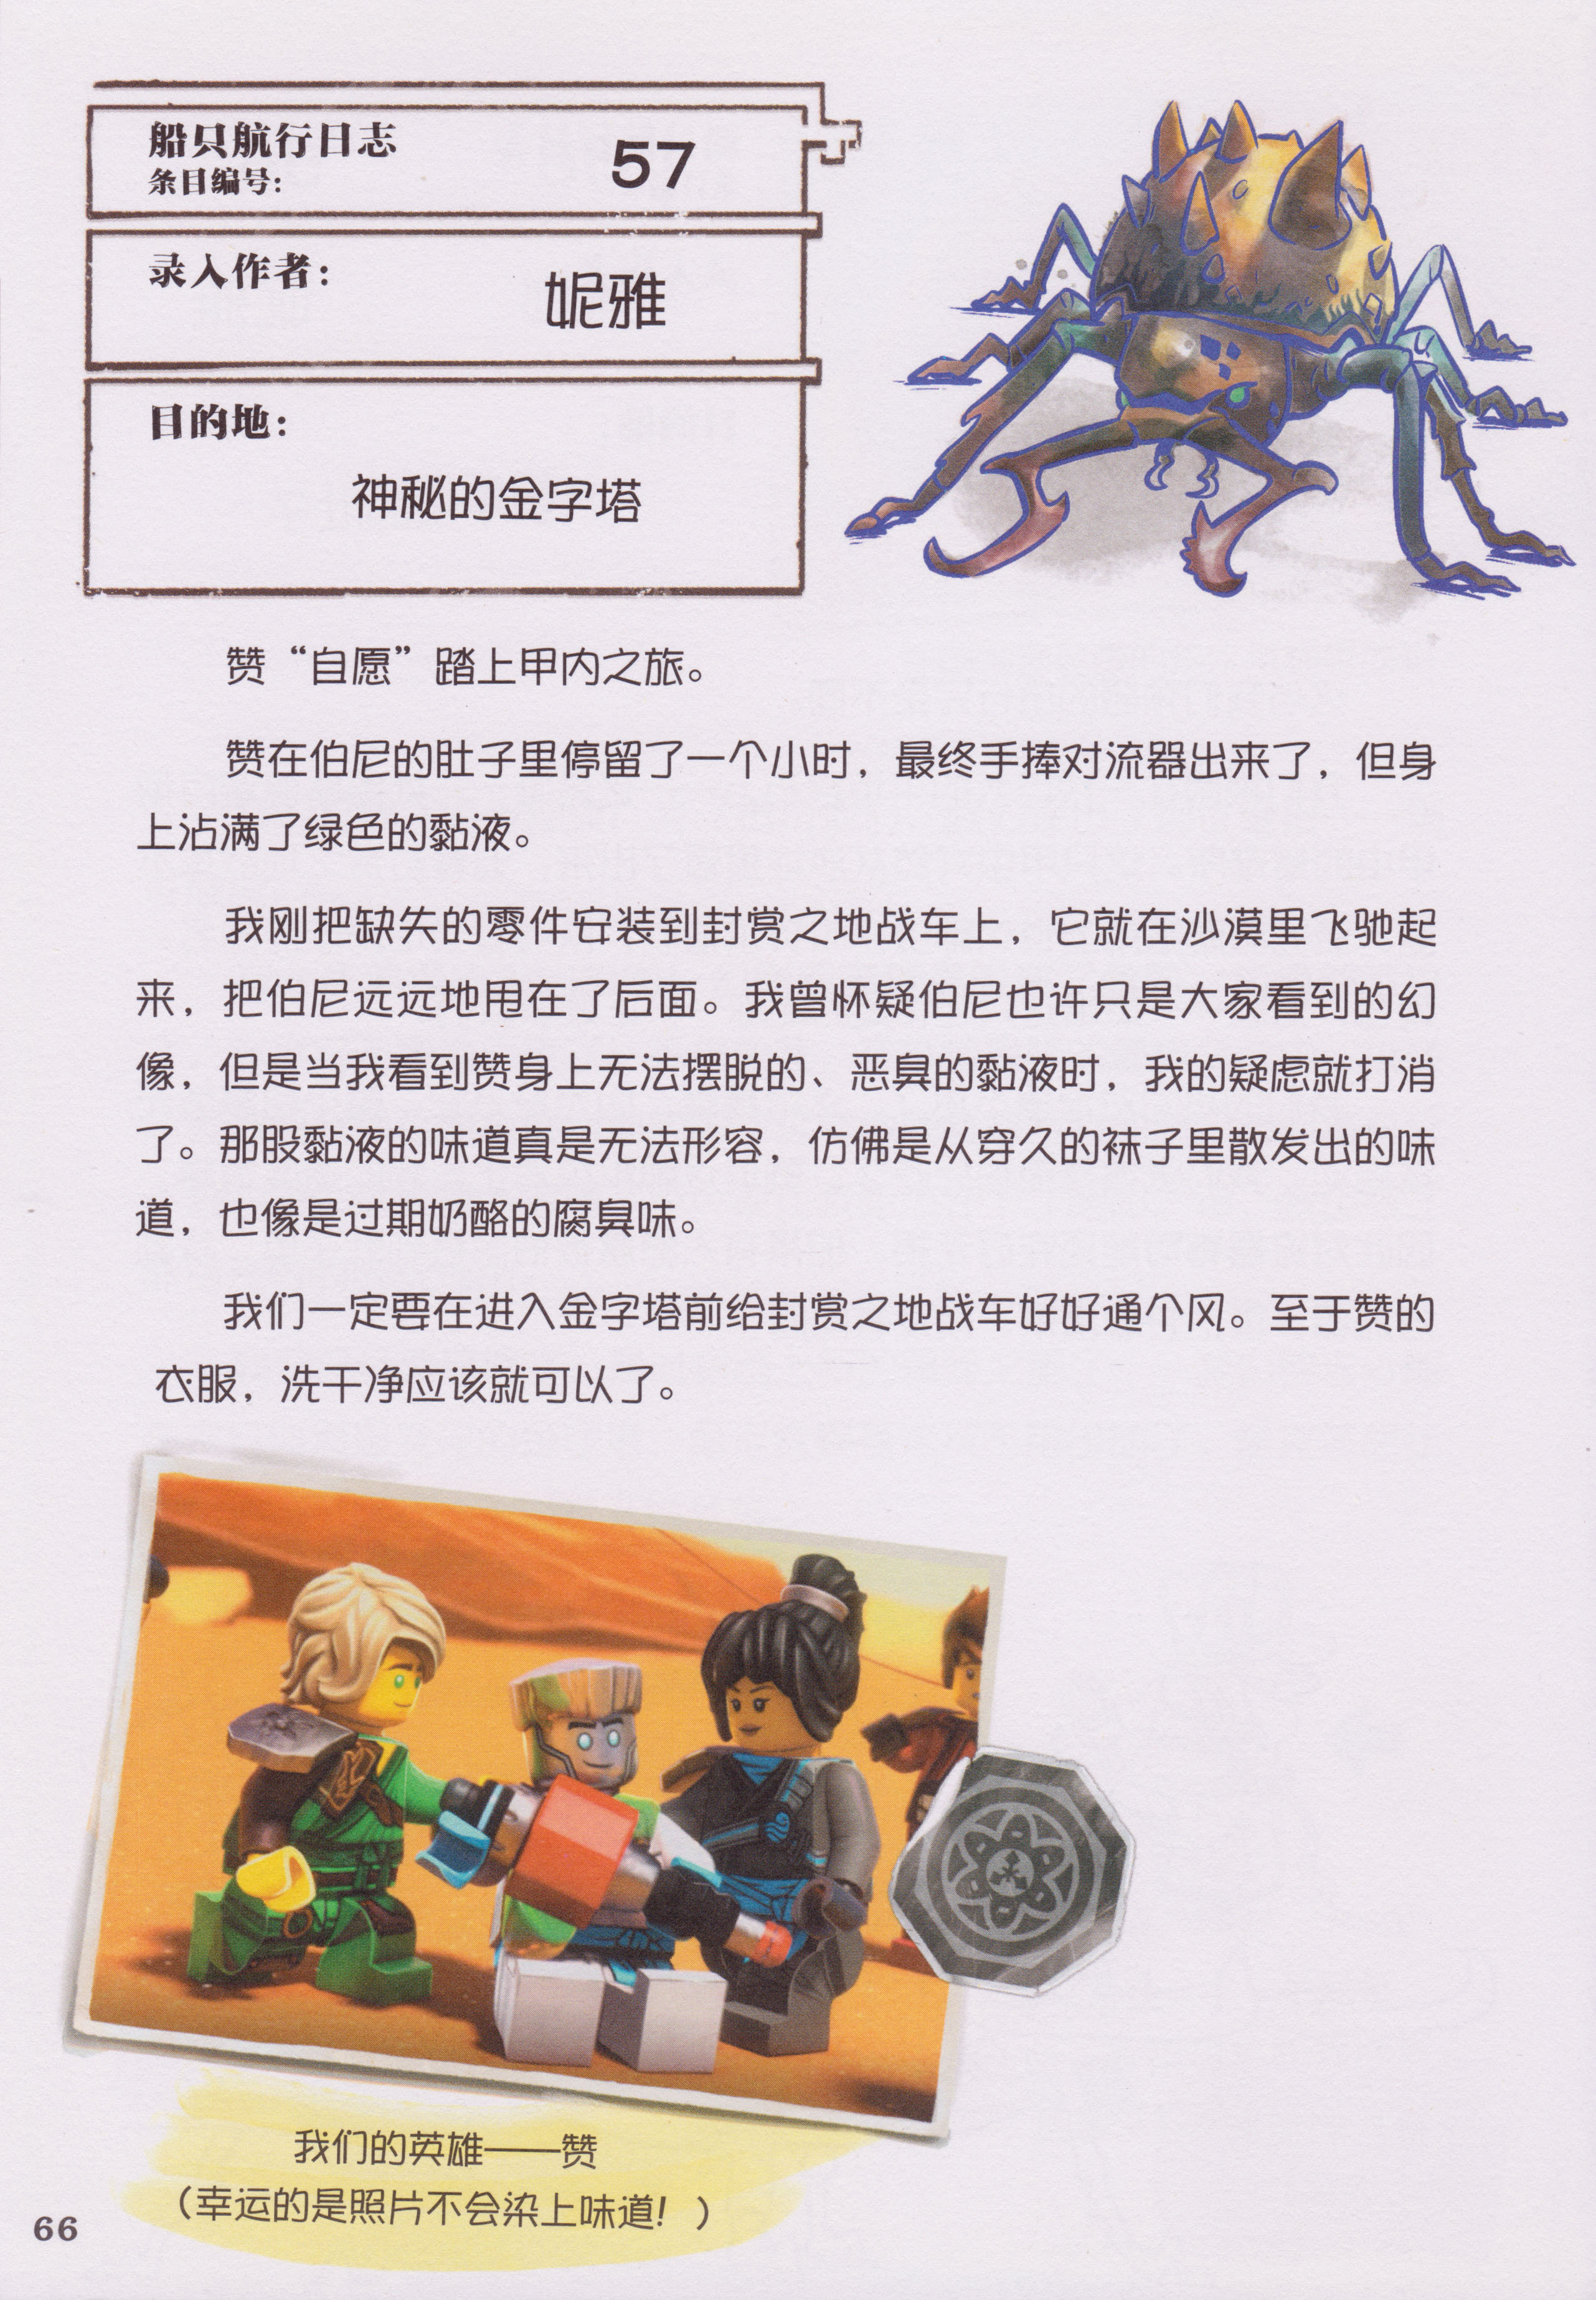 船只航行日志
条目编号：
57
录入作者：
妮雅
目的地：
神秘的金字塔
赞“自愿”踏上甲内之旅。
赞在伯尼的肚子里停留了一个小时，最终手捧对流器出来了，但身
上沾满了绿色的黏液。
我刚把缺失的零件安装到封赏之地战车上，它就在沙漠里飞驰起
来，把伯尼远远地甩在了后面。我曾怀疑伯尼也许只是大家看到的幻
像，但是当我看到赞身上无法摆脱的、恶臭的黏液时，我的疑虑就打消
了。那股黏液的味道真是无法形容，仿佛是从穿久的袜子里散发出的味
道，也像是过期奶酪的腐臭味。
我们一定要在进入金字塔前给封赏之地战车好好通个风。至于赞的
衣服，洗干净应该就可以了。
我们的英雄——赞
（幸运的是照片不会染上味道！）
66